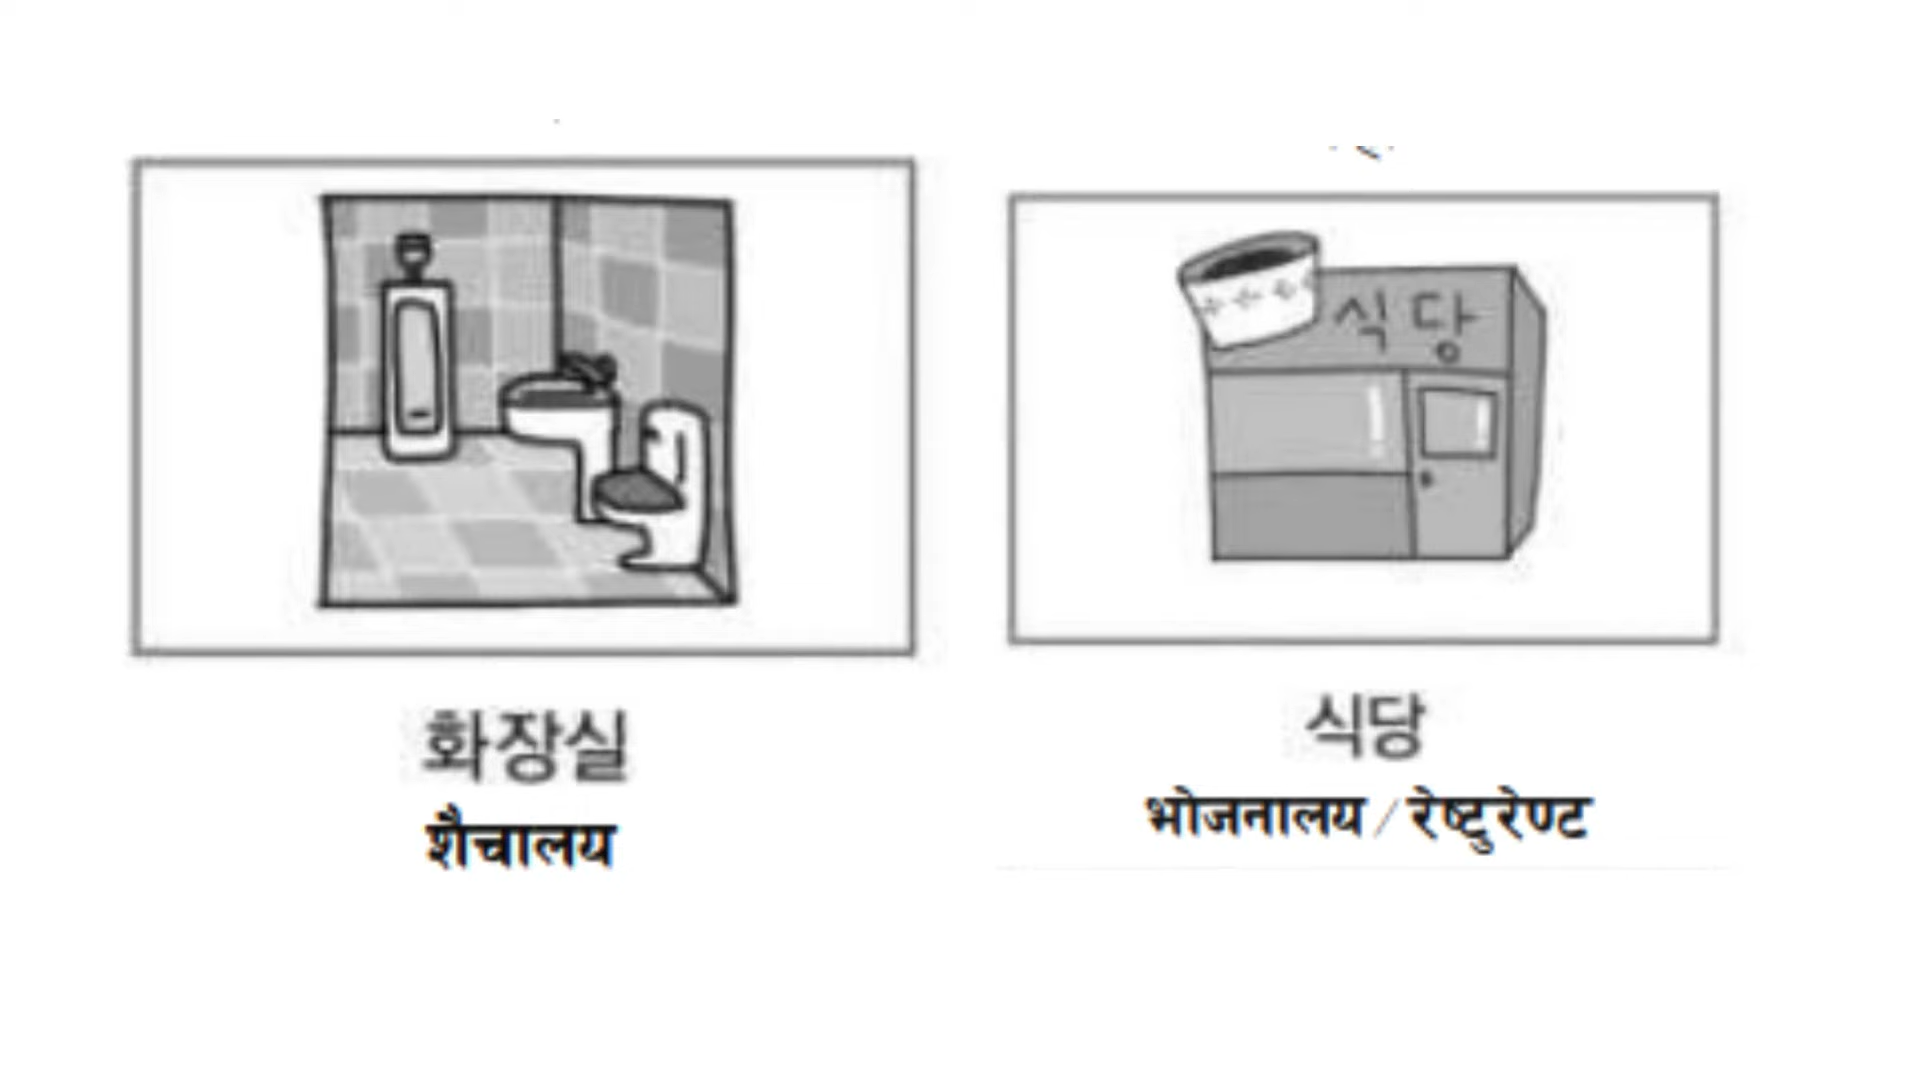 식당
화장실
शैचालय
식당
भोजनालय / रेष्टुरेण्ट